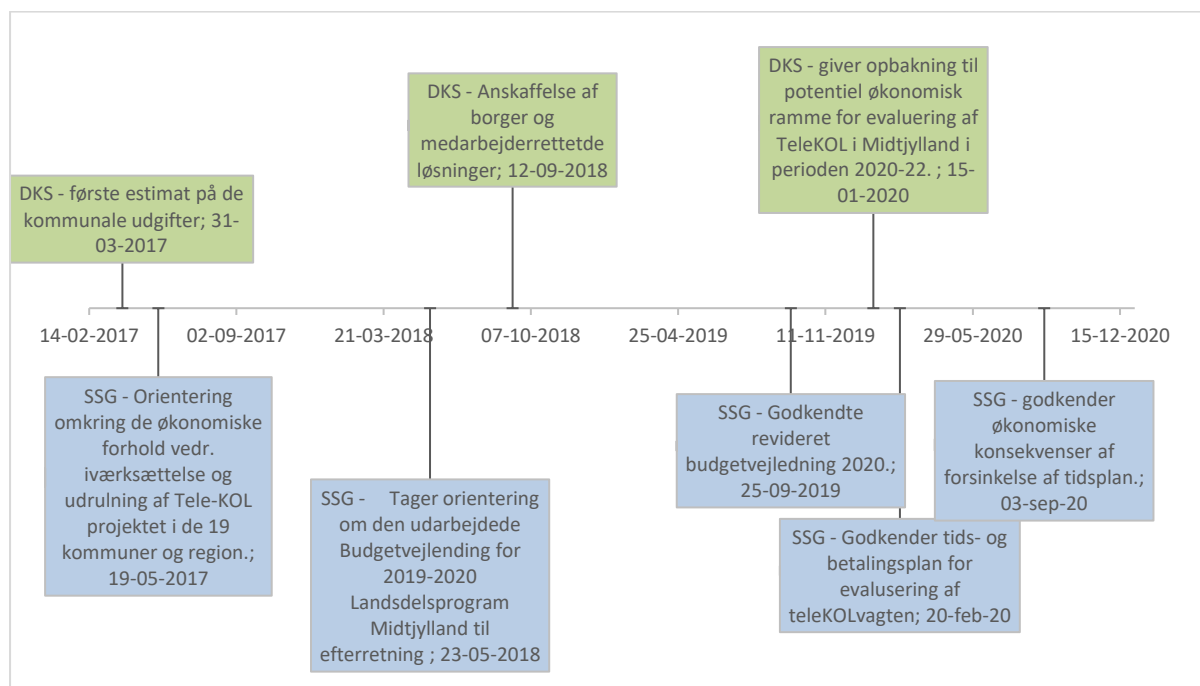 DKS - første estimat på de
kommunale udgifter; 31-
03-2017
DKS - Anskaffelse af
borger og
medarbejderrettetde
løsninger; 12-09-2018
DKS - giver opbakning til
potentiel økonomisk
ramme for evaluering af
TeleKOL i Midtjylland i
perioden 2020-22. ; 15-
01-2020
14-02-2017
02-09-2017
21-03-2018
07-10-2018
25-04-2019
11-11-2019
29-05-2020
15-12-2020
SSG - Orientering
omkring de økonomiske
forhold vedr.
iværksættelse og
udrulning af Tele-KOL
projektet i de 19
kommuner og region.;
19-05-2017
SSG - Tager orientering
om den udarbejdede
Budgetvejlending for
2019-2020
Landsdelsprogram
Midtjylland til
efterretning ; 23-05-2018
SSG - Godkendte
revideret
budgetvejledning 2020.;
25-09-2019
SSG - Godkender tids- og
betalingsplan for
evalusering af
teleKOLvagten; 20-feb-20
SSG - godkender
økonomiske
konsekvenser af
forsinkelse af tidsplan.;
03-sep-20